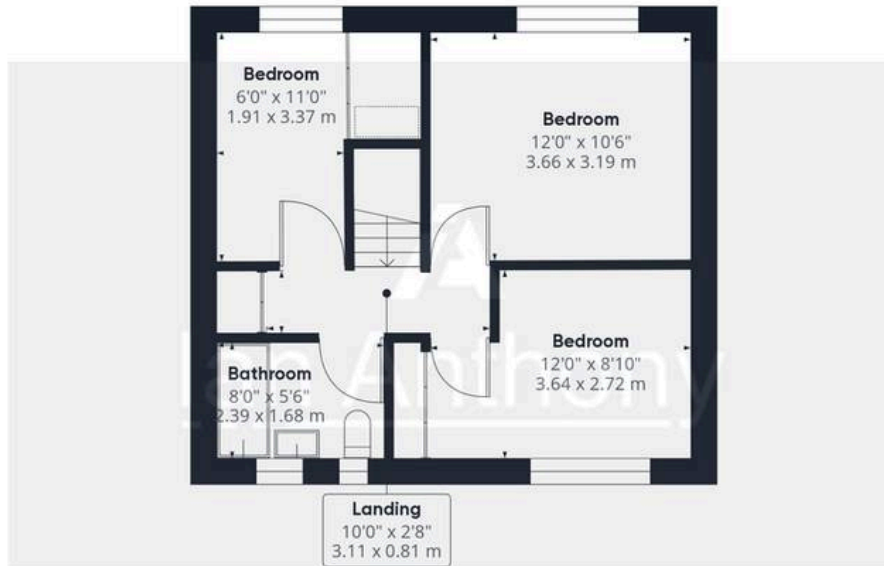 Bedroom
6'0" x 11'0"
1.91 x 3.37 m
Bedroom
12'0" x 10'6"
3.66 x 3.19 m
Bedroom
12'0" x 8'10"
3.64 x 2.72 m
Bathroom
8'0" x 5'6"
2.39 x 1.68 m
Ian Anthony
Landing
10'0" x 2'8"
3.11 x 0.81 m